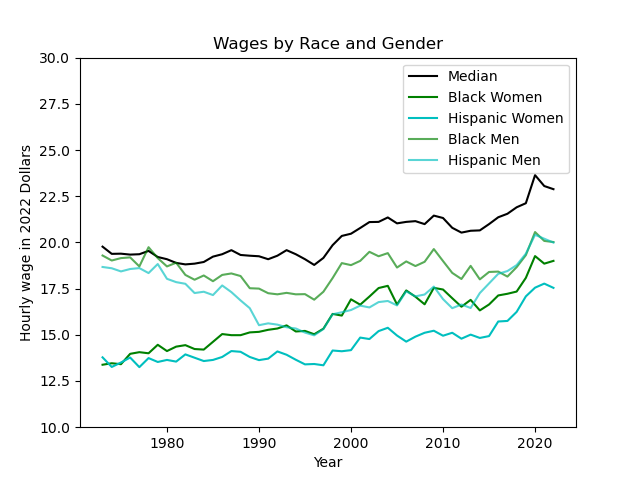 Wages by Race and Gender
30.0
27.5
25.0
22.5
20.0
17.5
15.0
12.5
10.0
Hourly wage in 2022 Dollars
Median
Black Women
Hispanic Women
Black Men
Hispanic Men
1980
1990
2000
2010
2020
Year